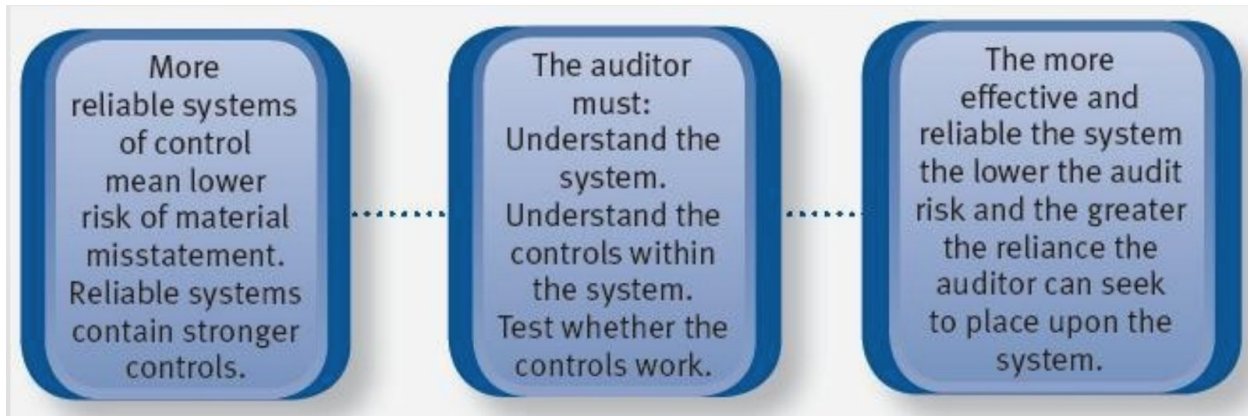 More
reliable systems
of control
mean lower
risk of material
misstatement.
Reliable systems
contain stronger
controls.
The auditor
must:
Understand the
system.
Understand the
controls within
the system.
Test whether the
controls work.
The more
effective and
reliable the system
the lower the audit
risk and the greater
the reliance the
auditor can seek
to place upon the
system.